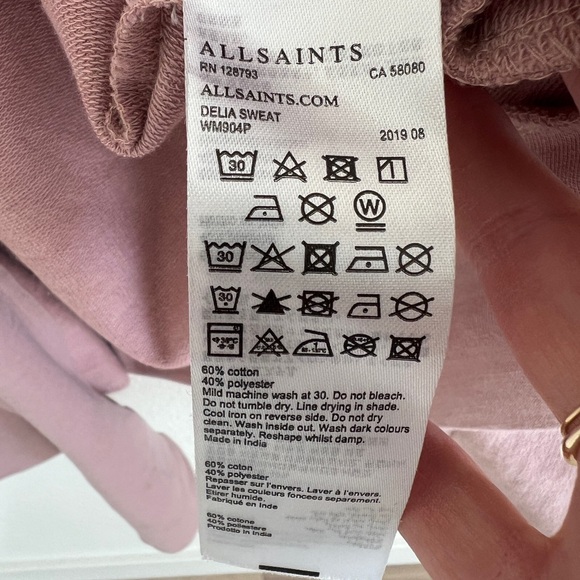 ALLSAINTS
RN 128793 CA 58080
ALLSAINTS.COM
DELIA SWEAT
WM904P 2019 08
30 1
W
30
30
60% cotton
40% polyester
Mild machine wash at 30. Do not bleach.
Do not tumble dry. Line drying in shade.
Cool iron on reverse side. Do not dry
clean. Wash inside out. Wash dark colours
separately. Reshape whilst damp.
Made in India
60% coton
40% polyester
Repasser sur l'envers. Laver à l'envers.
Laver les couleurs foncées separement.
Etirer humide.
Fabriqué en Inde
60% cotone
40% poliestere
Prodotto in India